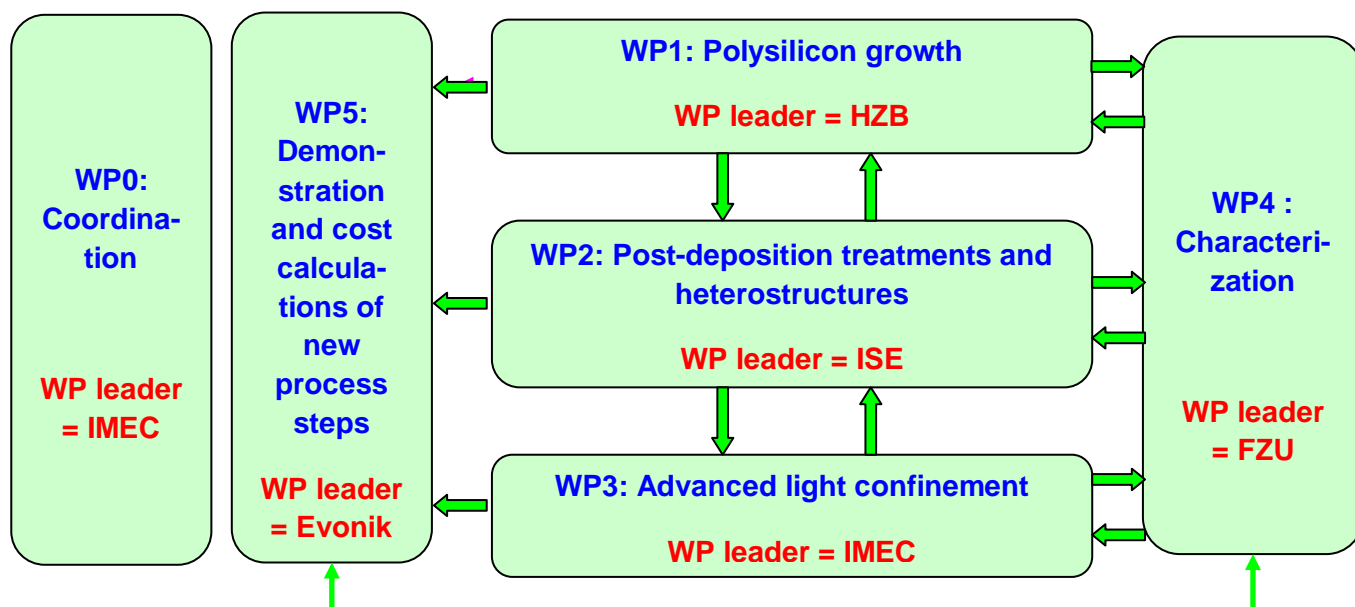 WP0:
Coordina-
tion
WP leader
= IMEC
WP5:
Demon-
stration
and cost
calcula-
tions of
new
process
steps
WP leader
= Evonik
WP1: Polysilicon growth
WP leader = HZB
WP2: Post-deposition treatments and
heterostructures
WP leader = ISE
WP3: Advanced light confinement
WP leader = IMEC
WP4 :
Characteri-
zation
WP leader
= FZU